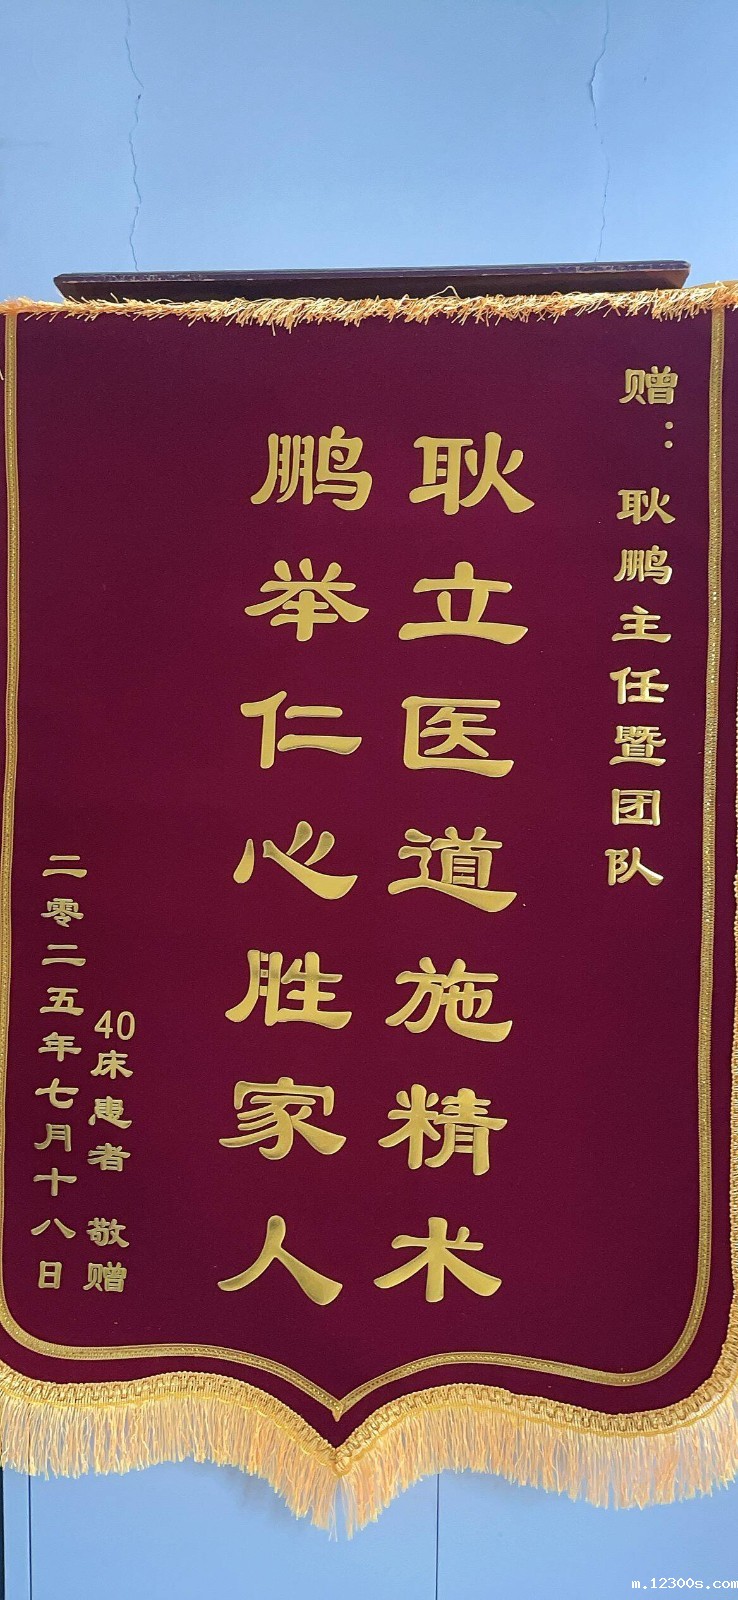 赠：耿鹏主任暨团队
耿立医道施精术
鹏举仁心胜家人
40床患者 敬赠
二零二五年七月十八日
m.12300s.com